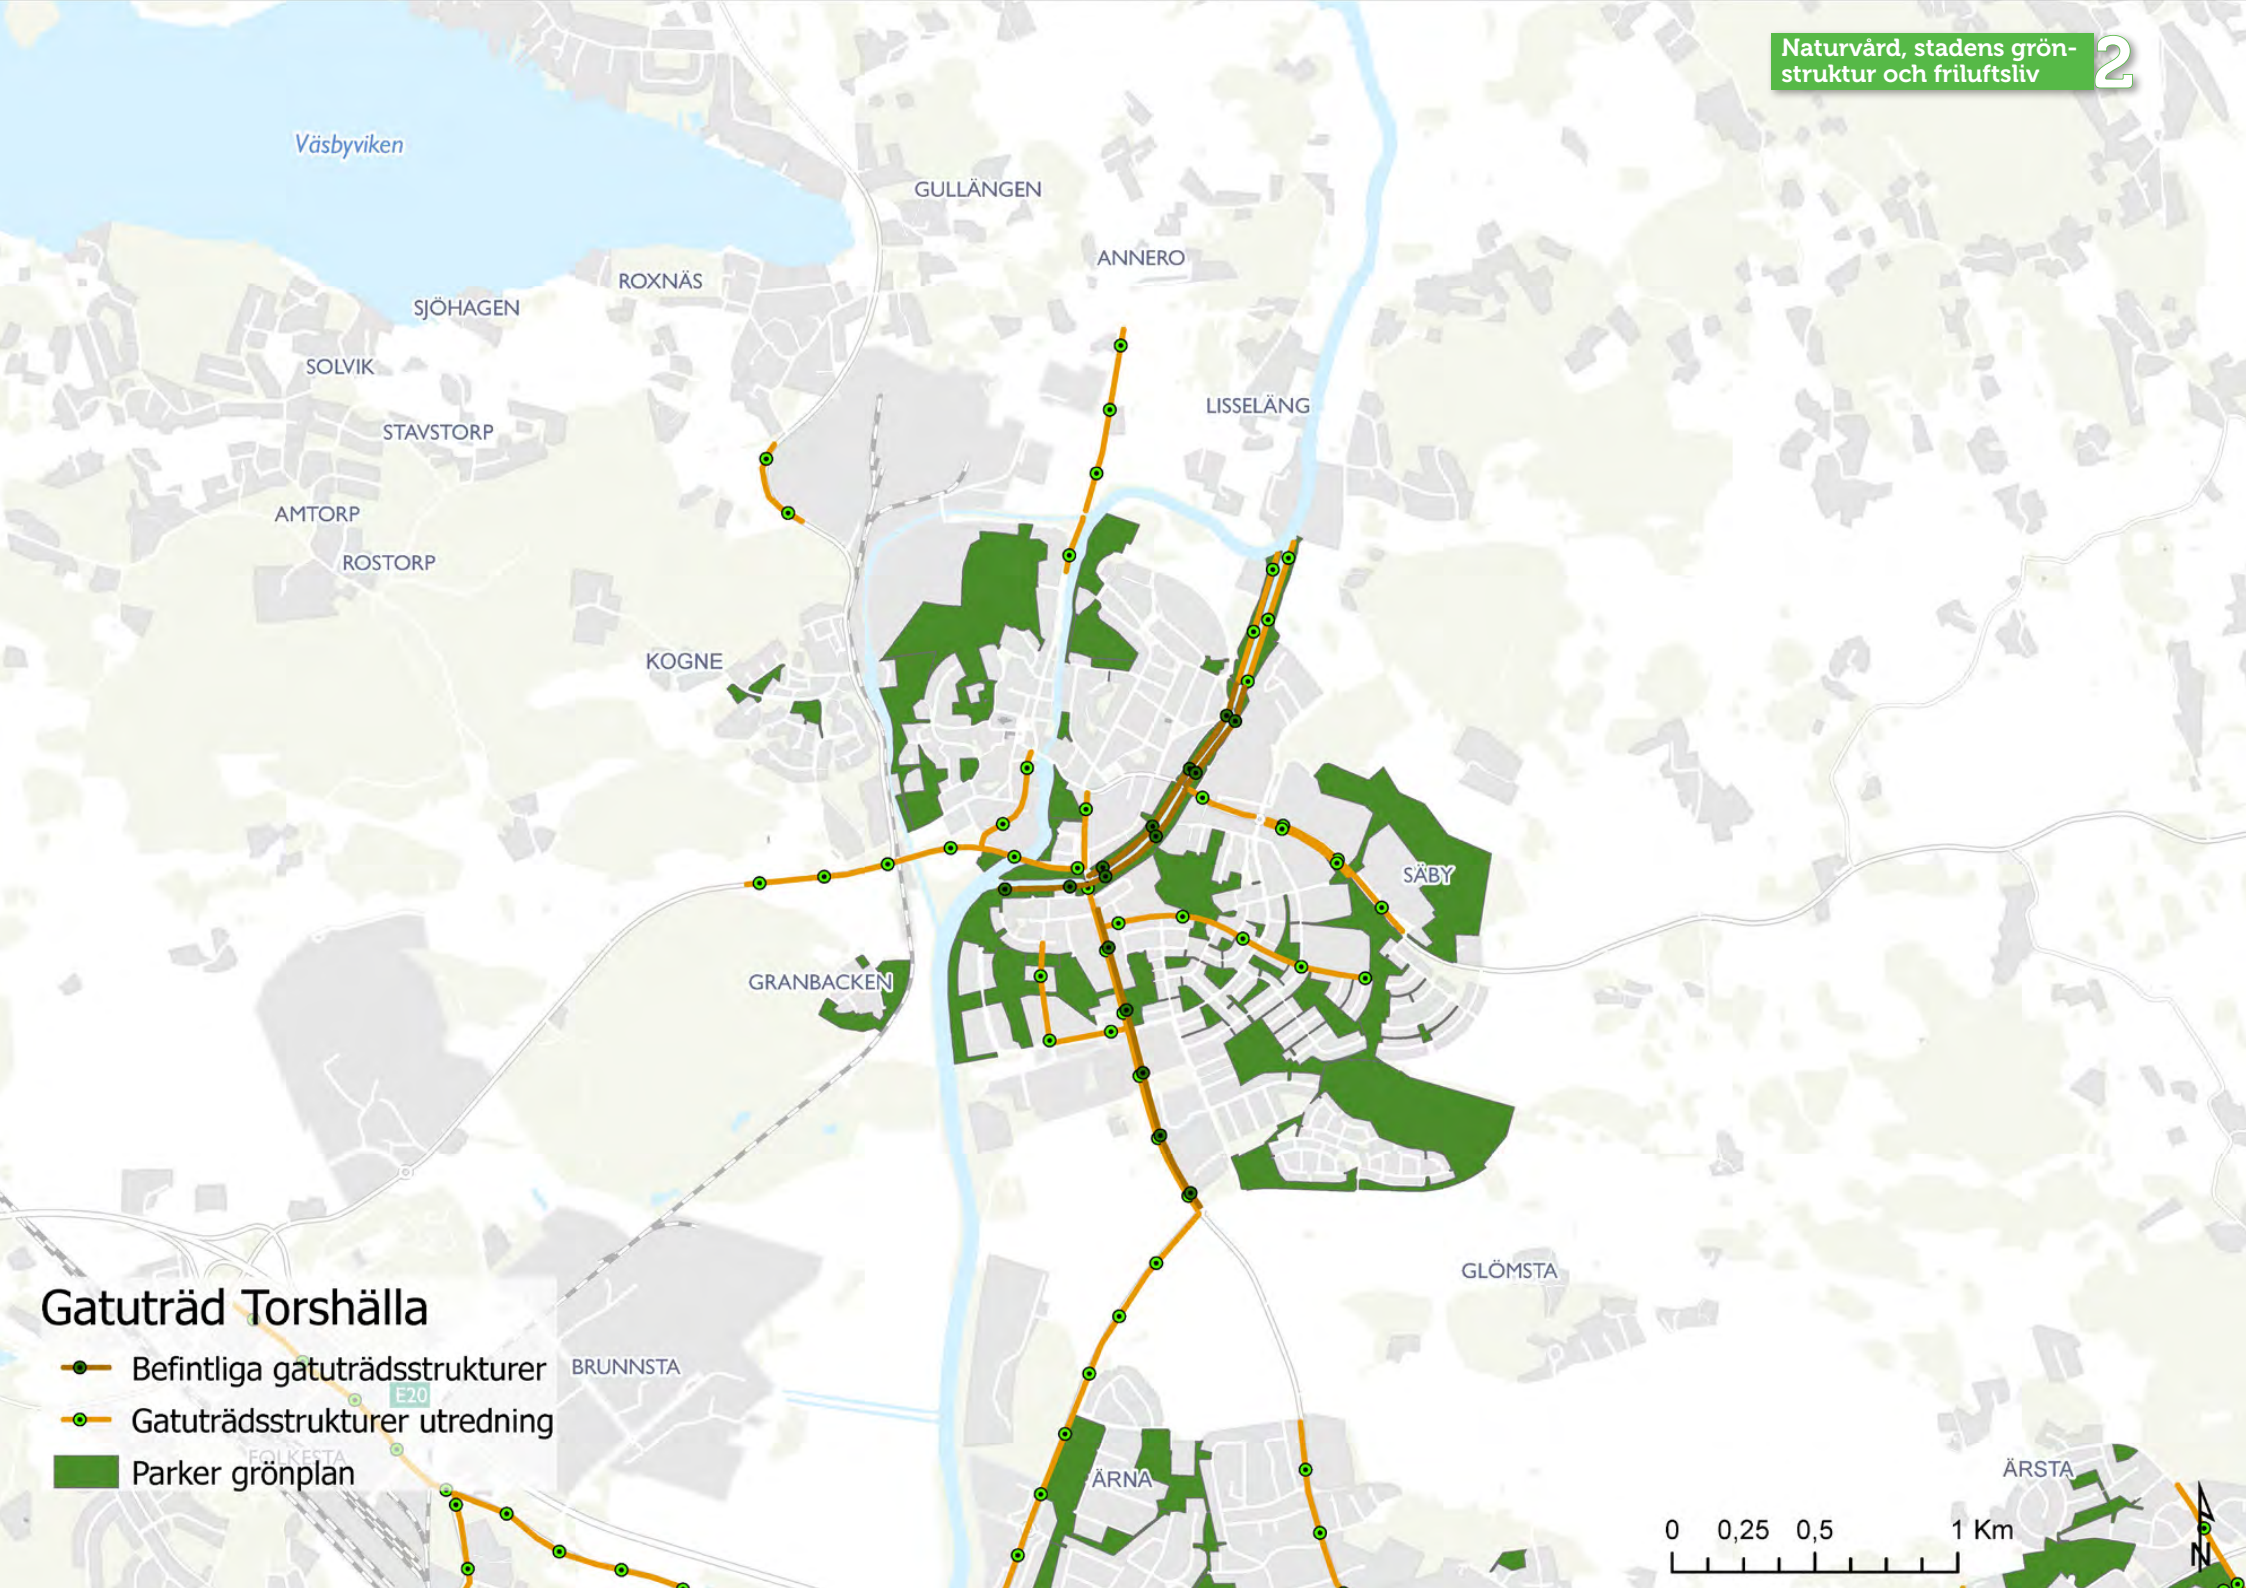 Naturvård, stadens grön-
struktur och friluftsliv
2
Väsbyviken
GULLÄNGEN
ANNERO
ROXNÄS
SJÖHAGEN
SOLVIK
LISSELÄNG
STAVSTORP
AMTORP
ROSTORP
KOGNE
SÄBY
GRANBACKEN
GLÖMSTA
Gatuträd Torshälla
Befintliga gatuträdsstrukturer
BRUNNSTA
E20
Gatuträdsstrukturer utredning
FOLKESTA
Parker grönplan
ÄRNA
ÄRSTA
0 0,25 0,5 1 Km
N